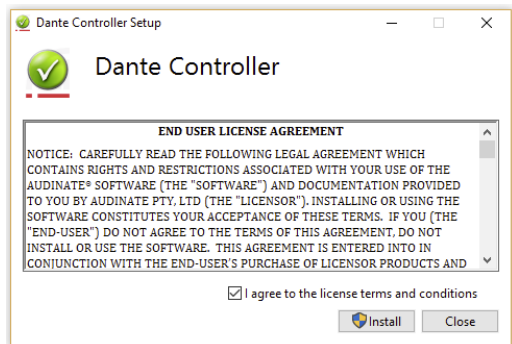 Dante Controller Setup
Dante Controller
END USER LICENSE AGREEMENT
NOTICE: CAREFULLY READ THE FOLLOWING LEGAL AGREEMENT WHICH
CONTAINS RIGHTS AND RESTRICTIONS ASSOCIATED WITH YOUR USE OF THE
AUDINATE® SOFTWARE (THE "SOFTWARE") AND DOCUMENTATION PROVIDED
TO YOU BY AUDINATE PTY, LTD (THE "LICENSOR"). INSTALLING OR USING THE
SOFTWARE CONSTITUTES YOUR ACCEPTANCE OF THESE TERMS. IF YOU (THE
"END-USER") DO NOT AGREE TO THE TERMS OF THIS AGREEMENT, DO NOT
INSTALL OR USE THE SOFTWARE. THIS AGREEMENT IS ENTERED INTO IN
CONJUNCTION WITH THE END-USER'S PURCHASE OF LICENSOR PRODUCTS AND
I agree to the license terms and conditions
Install Close